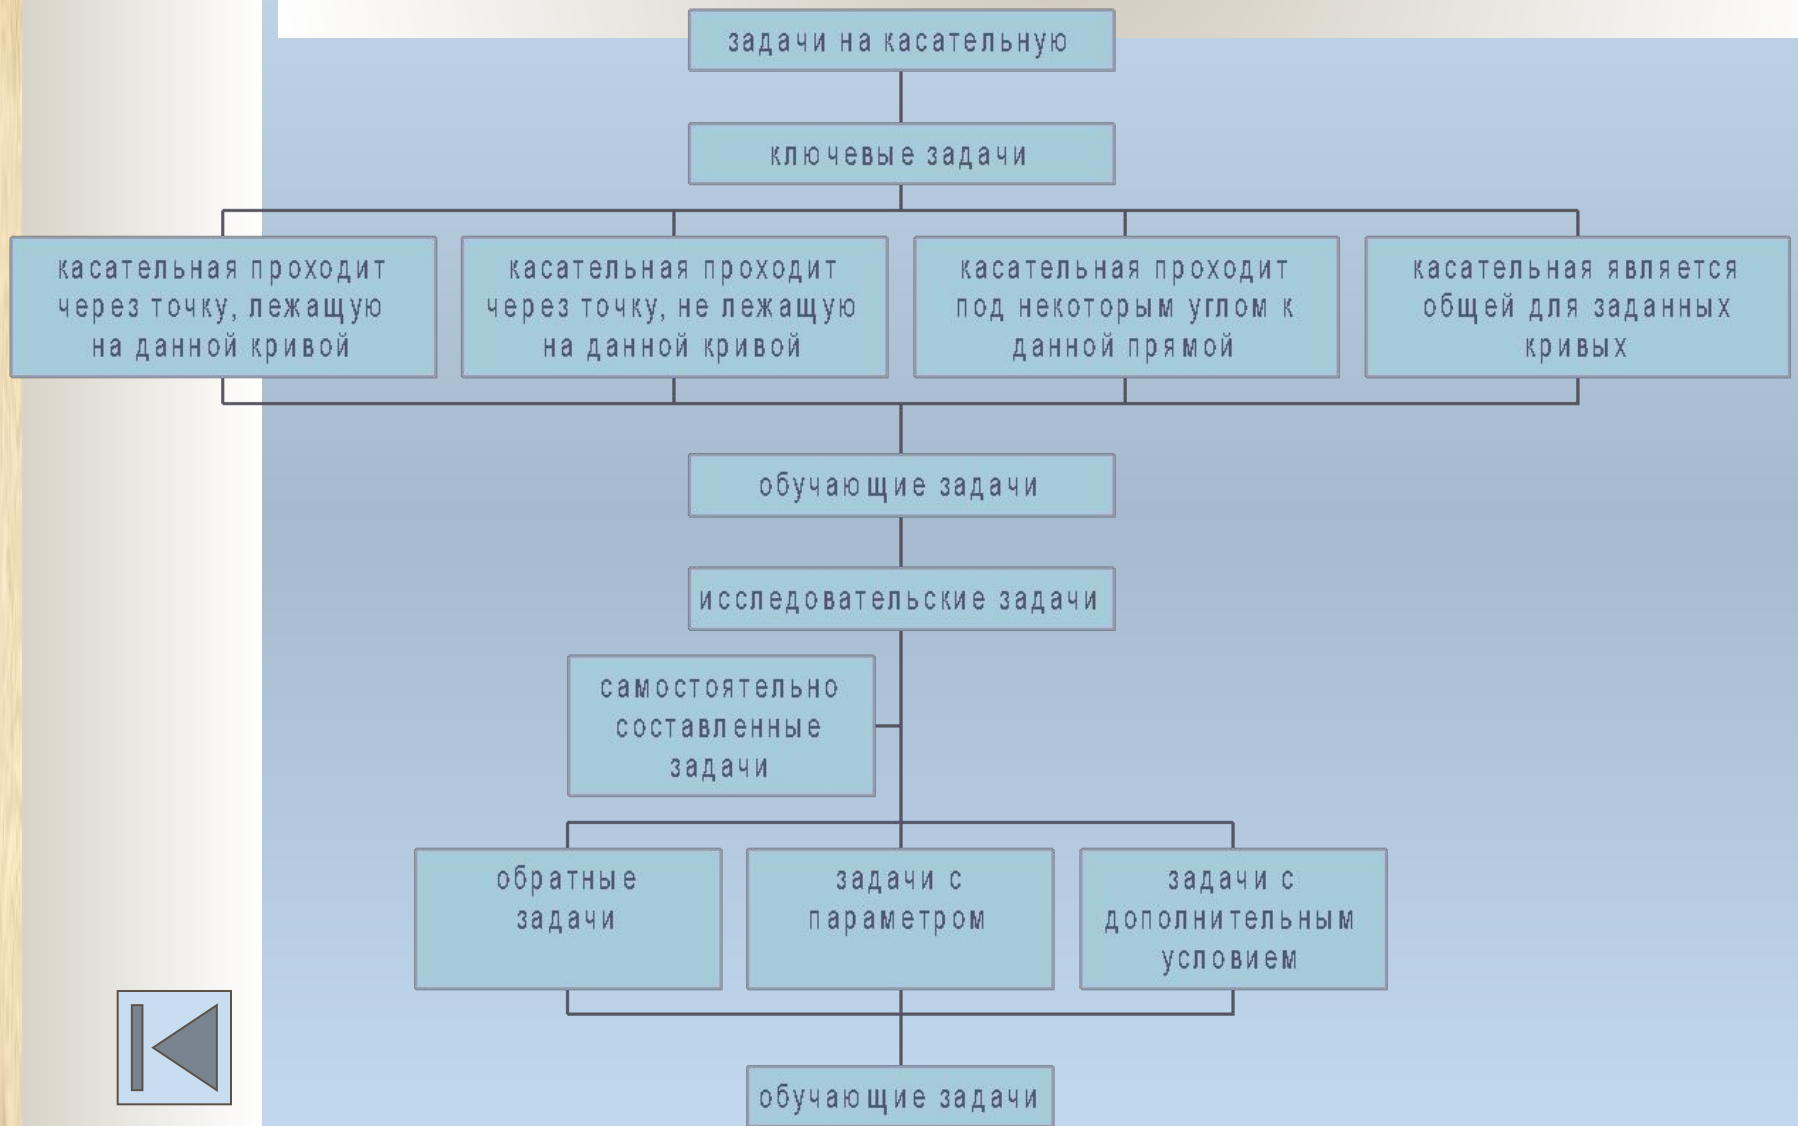 задачи на касательную
ключевые задачи
касательная проходит
через точку, лежащую
на данной кривой
касательная проходит
через точку, не лежащую
на данной кривой
касательная проходит
под некоторым углом к
данной прямой
касательная является
общей для заданных
кривых
обучающие задачи
исследовательские задачи
самостоятельно
составленные
задачи
обратные
задачи
задачи с
параметром
задачи с
дополнительным
условием
обучающие задачи